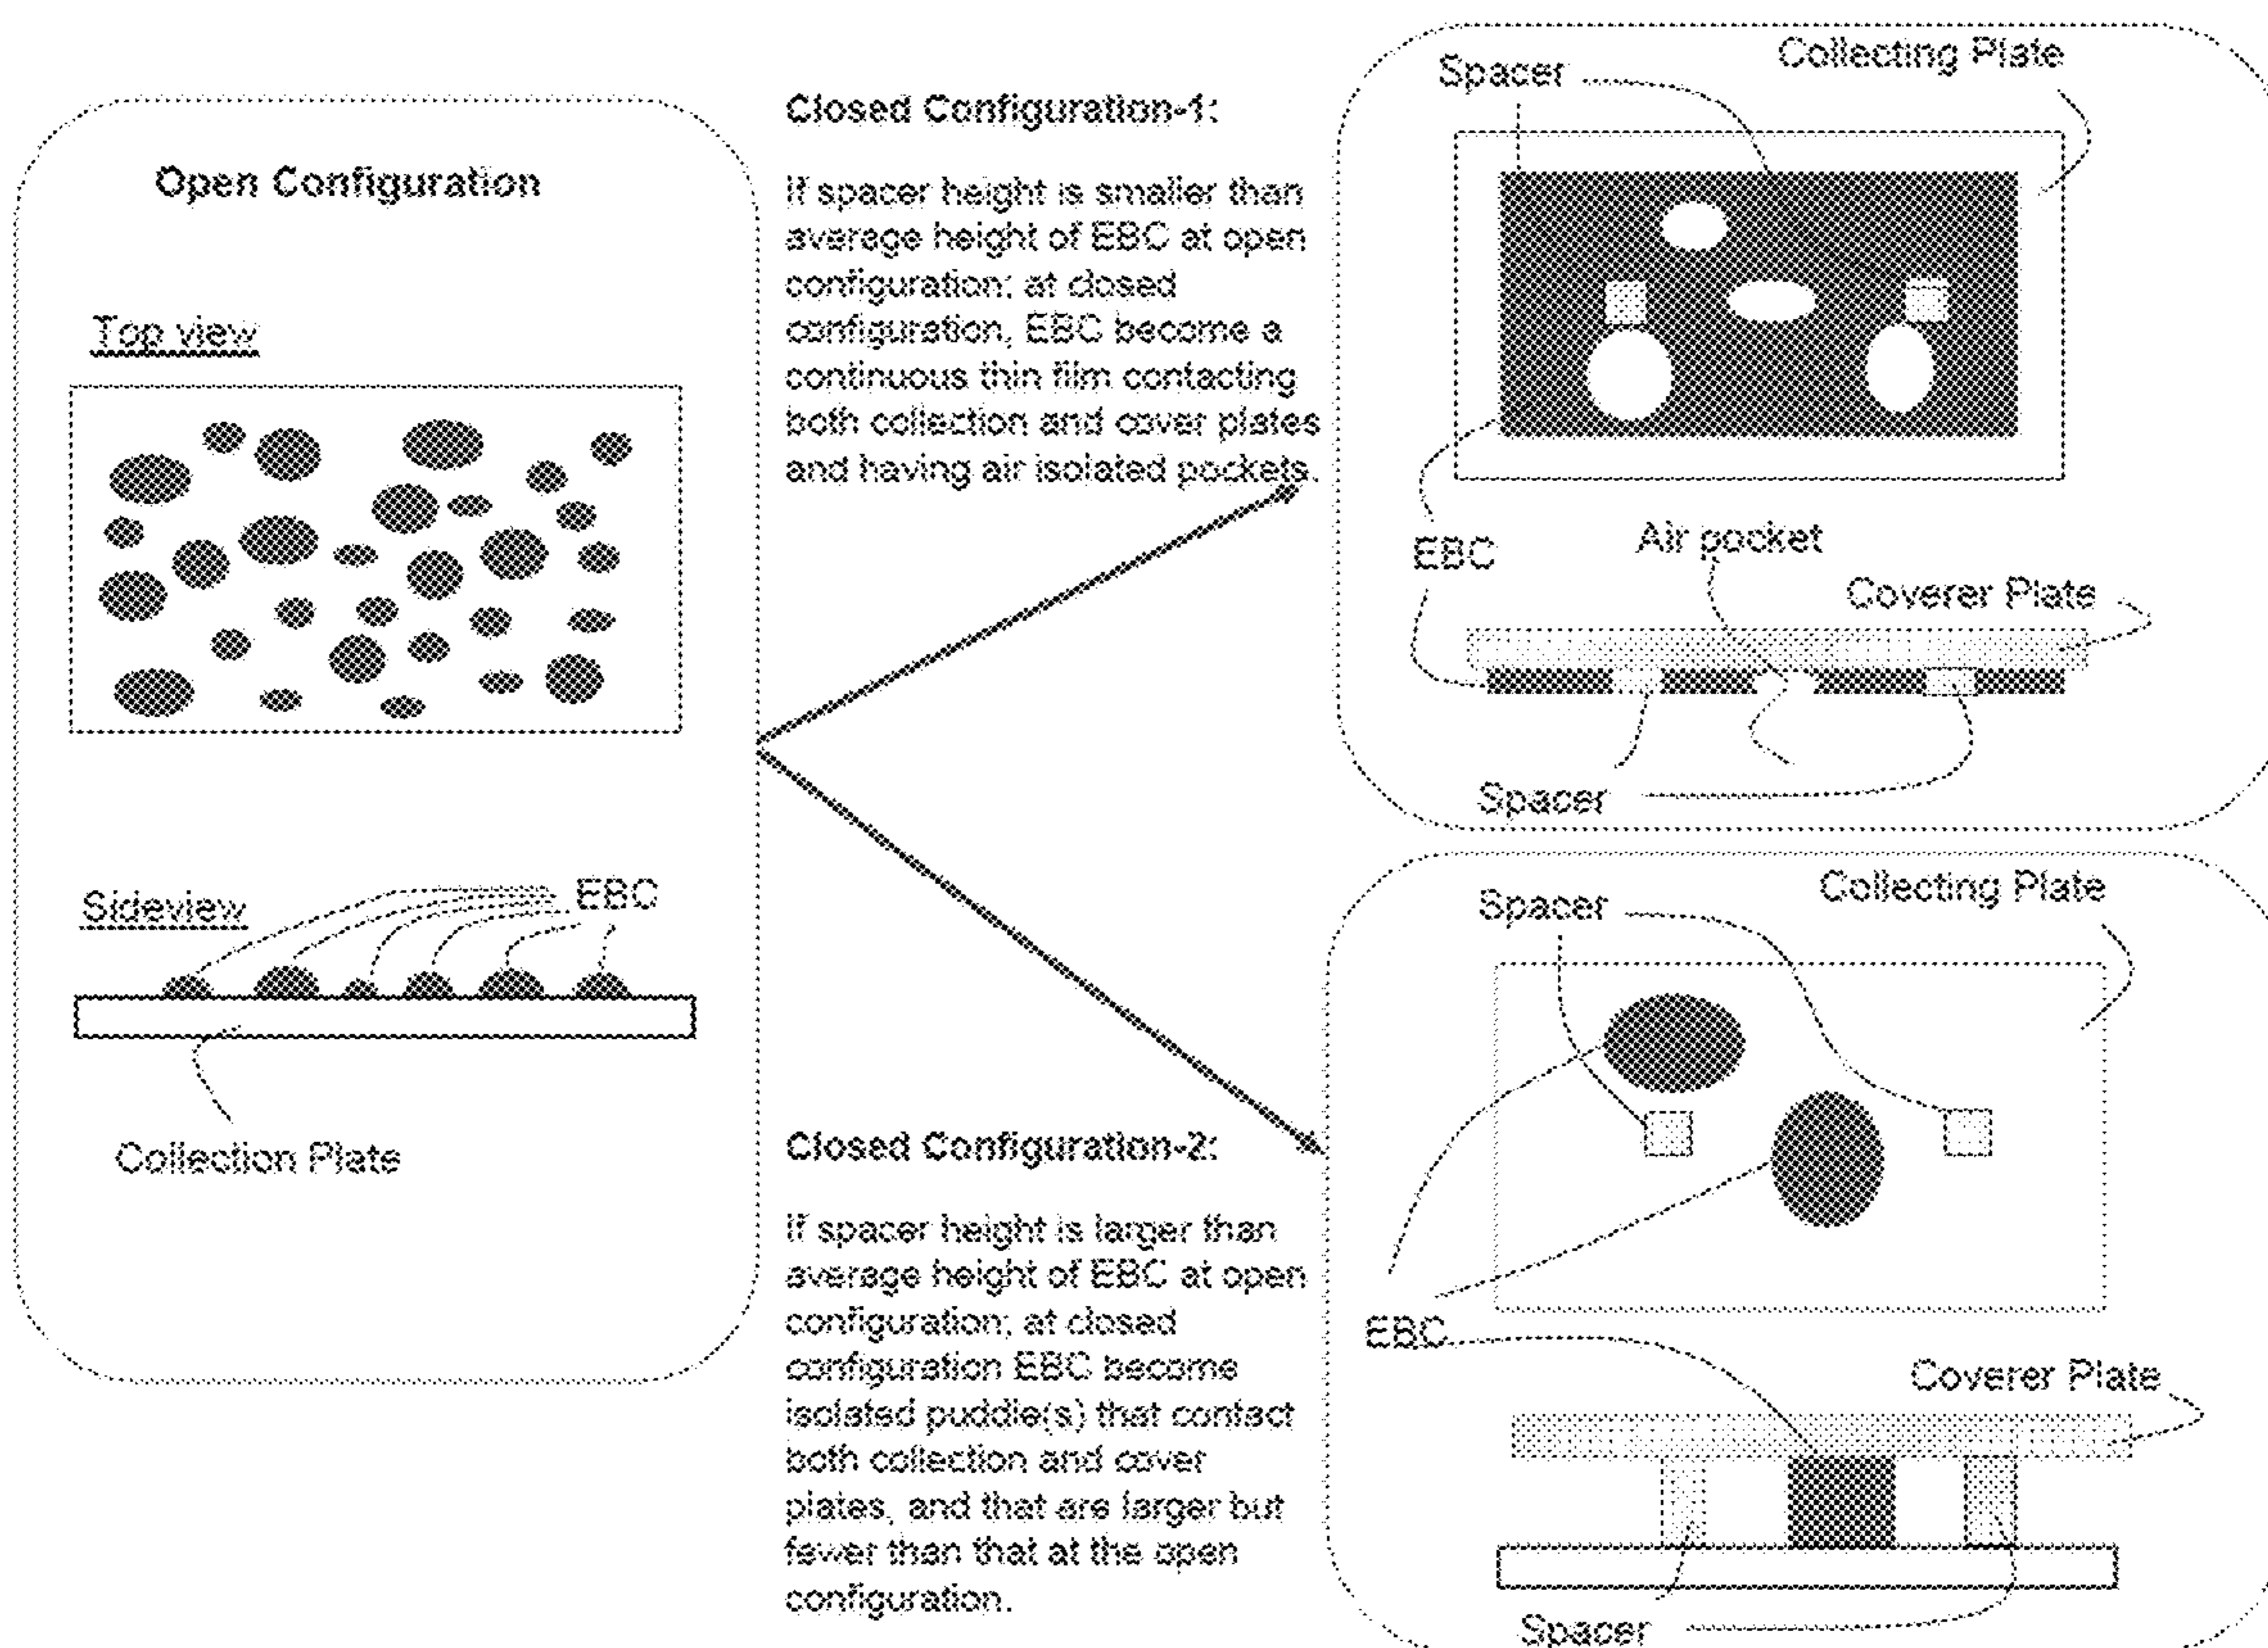 Open Configuration
Top view
Sideview
EBC
Collection Plate
Closed Configuration-1:
If spacer height is smaller than
average height of EBC at open
configuration; at closed
configuration, EBC become a
continuous thin film contacting
both collection and cover plates
and having air isolated pockets.
Closed Configuration-2:
If spacer height is larger than
average height of EBC at open
configuration; at closed
configuration EBC become
isolated puddle(s) that contact
both collection and cover
plates, and that are larger but
fewer than that at the open
configuration.
Spacer
Collecting Plate
EBC
Air pocket
Coverer Plate
Spacer
Spacer
Collecting Plate
EBC
Coverer Plate
Spacer